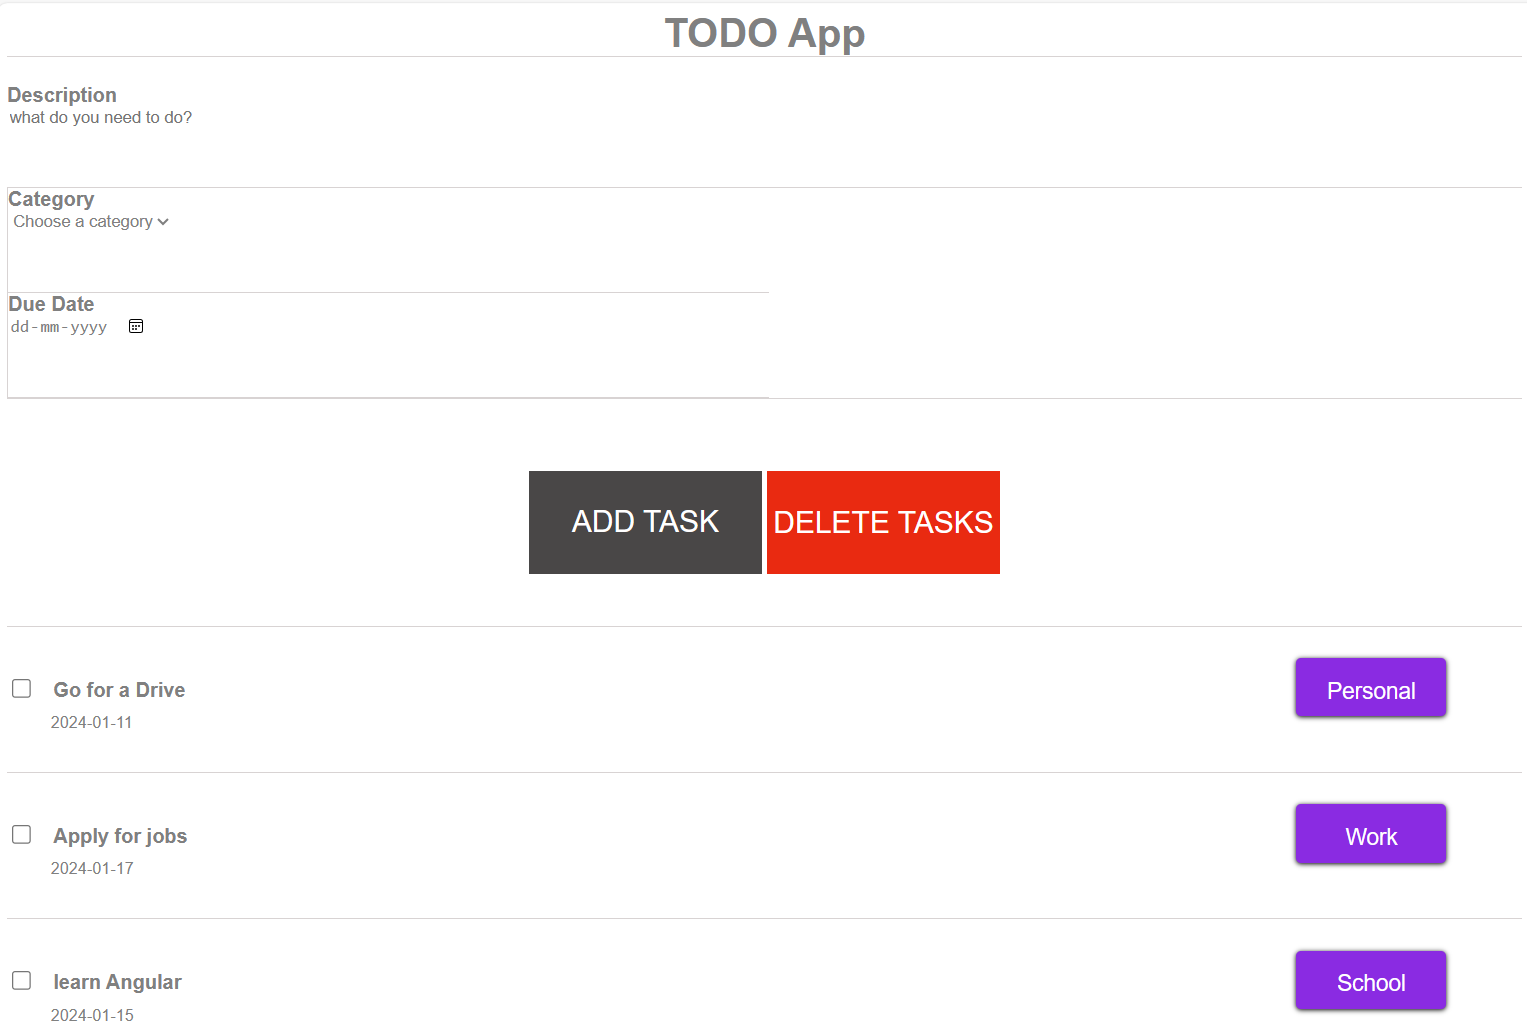 TODO App
Description
what do you need to do?
Category
Choose a category
Due Date
dd-mm-yyyy
ADD TASK
DELETE TASKS
Go for a Drive
Personal
2024-01-11
Apply for jobs
Work
2024-01-17
learn Angular
School
2024-01-15